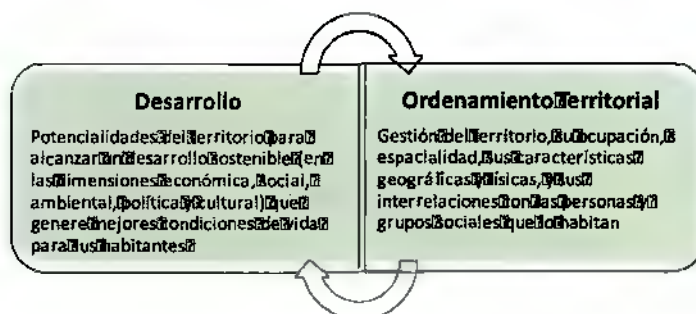 Desarrollo
Potencialidades del territorio para
alcanzar un desarrollo sostenible (en
las dimensiones económica, social,
ambiental, política y cultural) que
genere mejores condiciones de vida
para sus habitantes
Ordenamiento Territorial
Gestión del territorio, su ocupación,
espacialidad, sus características
geográficas y físicas, y sus
interrelaciones con las personas y
grupos sociales que lo habitan